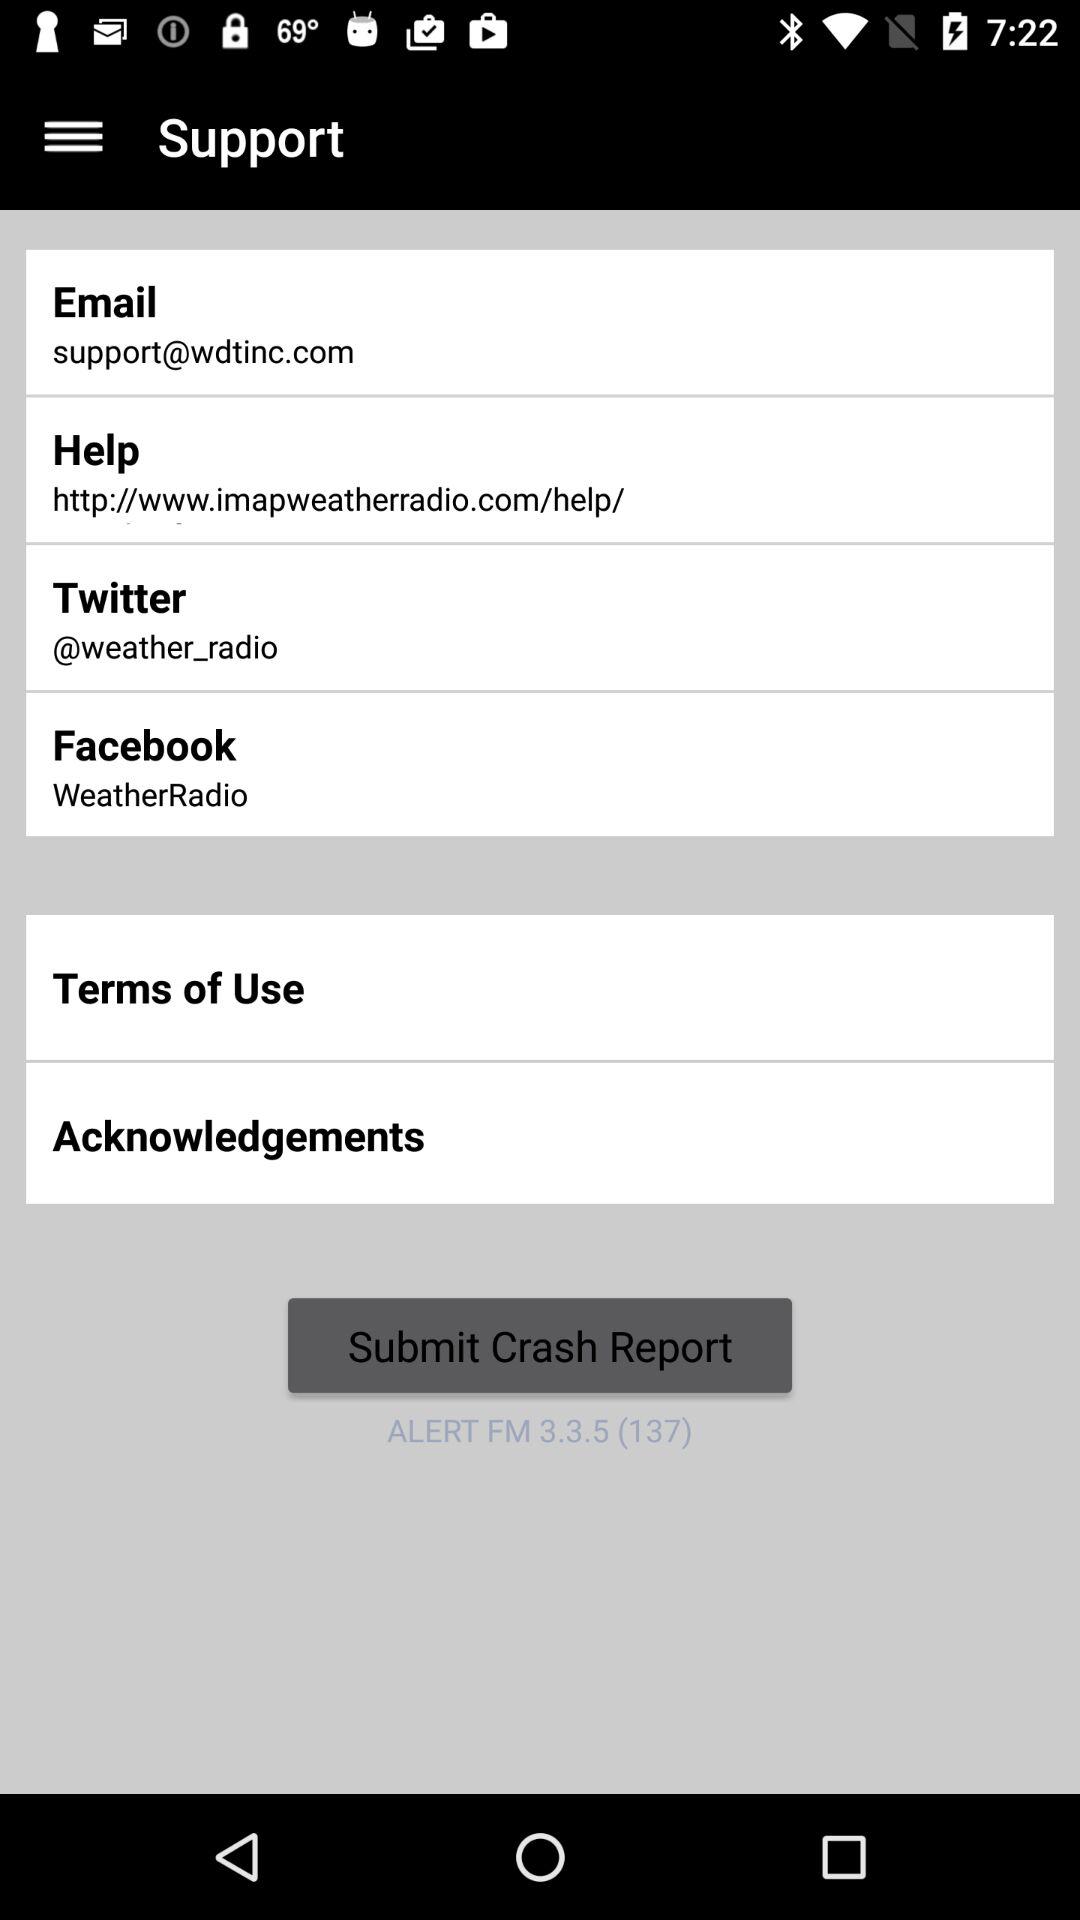 69° 7:22
Support
Email
support@wdtinc.com
Help
http://www.imapweatherradio.com/help/
Twitter
@weather_radio
Facebook
WeatherRadio
Terms of Use
Acknowledgements
Submit Crash Report
ALERT FM 3.3.5 (137)